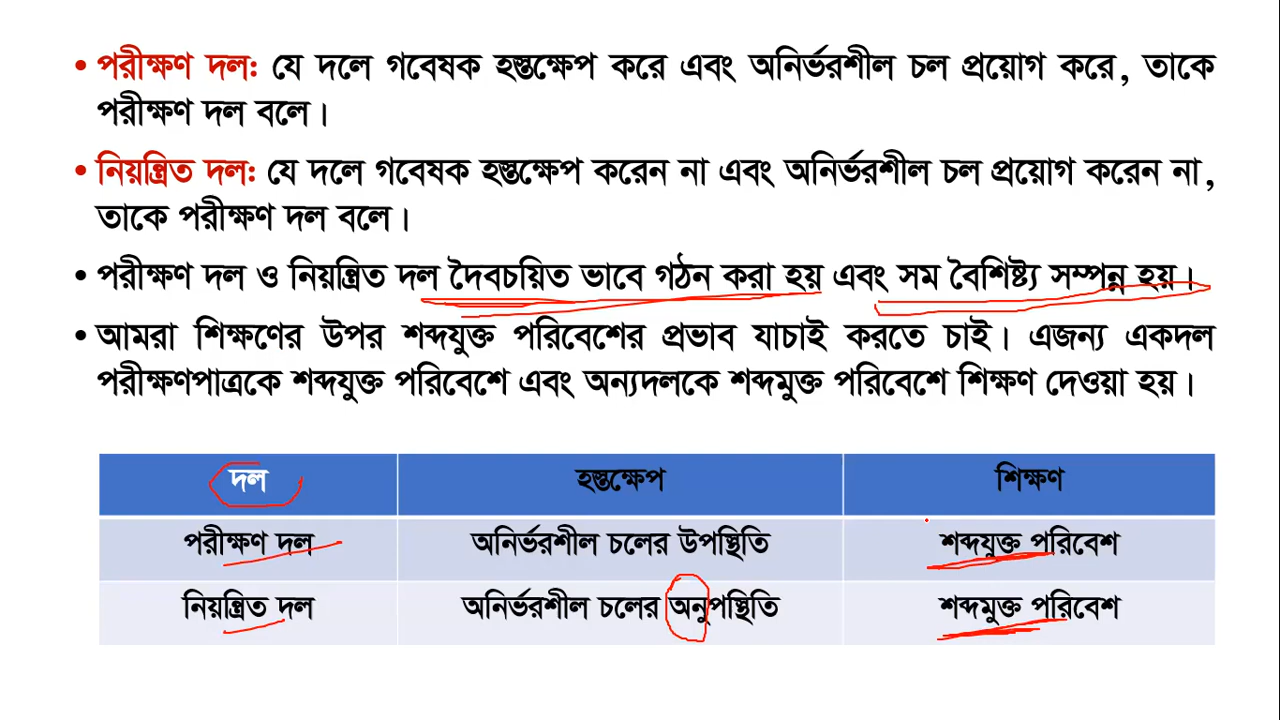 • পরীক্ষণ দল: যে দলে গবেষক হস্তক্ষেপ করে এবং অনির্ভরশীল চল প্রয়োগ করে, তাকে
পরীক্ষণ দল বলে।
• নিয়ন্ত্রিত দল: যে দলে গবেষক হস্তক্ষেপ করেন না এবং অনির্ভরশীল চল প্রয়োগ করেন না,
তাকে পরীক্ষণ দল বলে।
• পরীক্ষণ দল ও নিয়ন্ত্রিত দল দৈবচয়িত ভাবে গঠন করা হয় এবং সম বৈশিষ্ট্য সম্পন্ন হয়।
• আমরা শিক্ষণের উপর শব্দযুক্ত পরিবেশের প্রভাব যাচাই করতে চাই। এজন্য একদল
পরীক্ষণপাত্রকে শব্দযুক্ত পরিবেশে এবং অন্যদলকে শব্দমুক্ত পরিবেশে শিক্ষণ দেওয়া হয়।
দল হস্তক্ষেপ শিক্ষণ
পরীক্ষণ দল অনির্ভরশীল চলের উপস্থিতি শব্দযুক্ত পরিবেশ
নিয়ন্ত্রিত দল অনির্ভরশীল চলের অনুপস্থিতি শব্দমুক্ত পরিবেশ